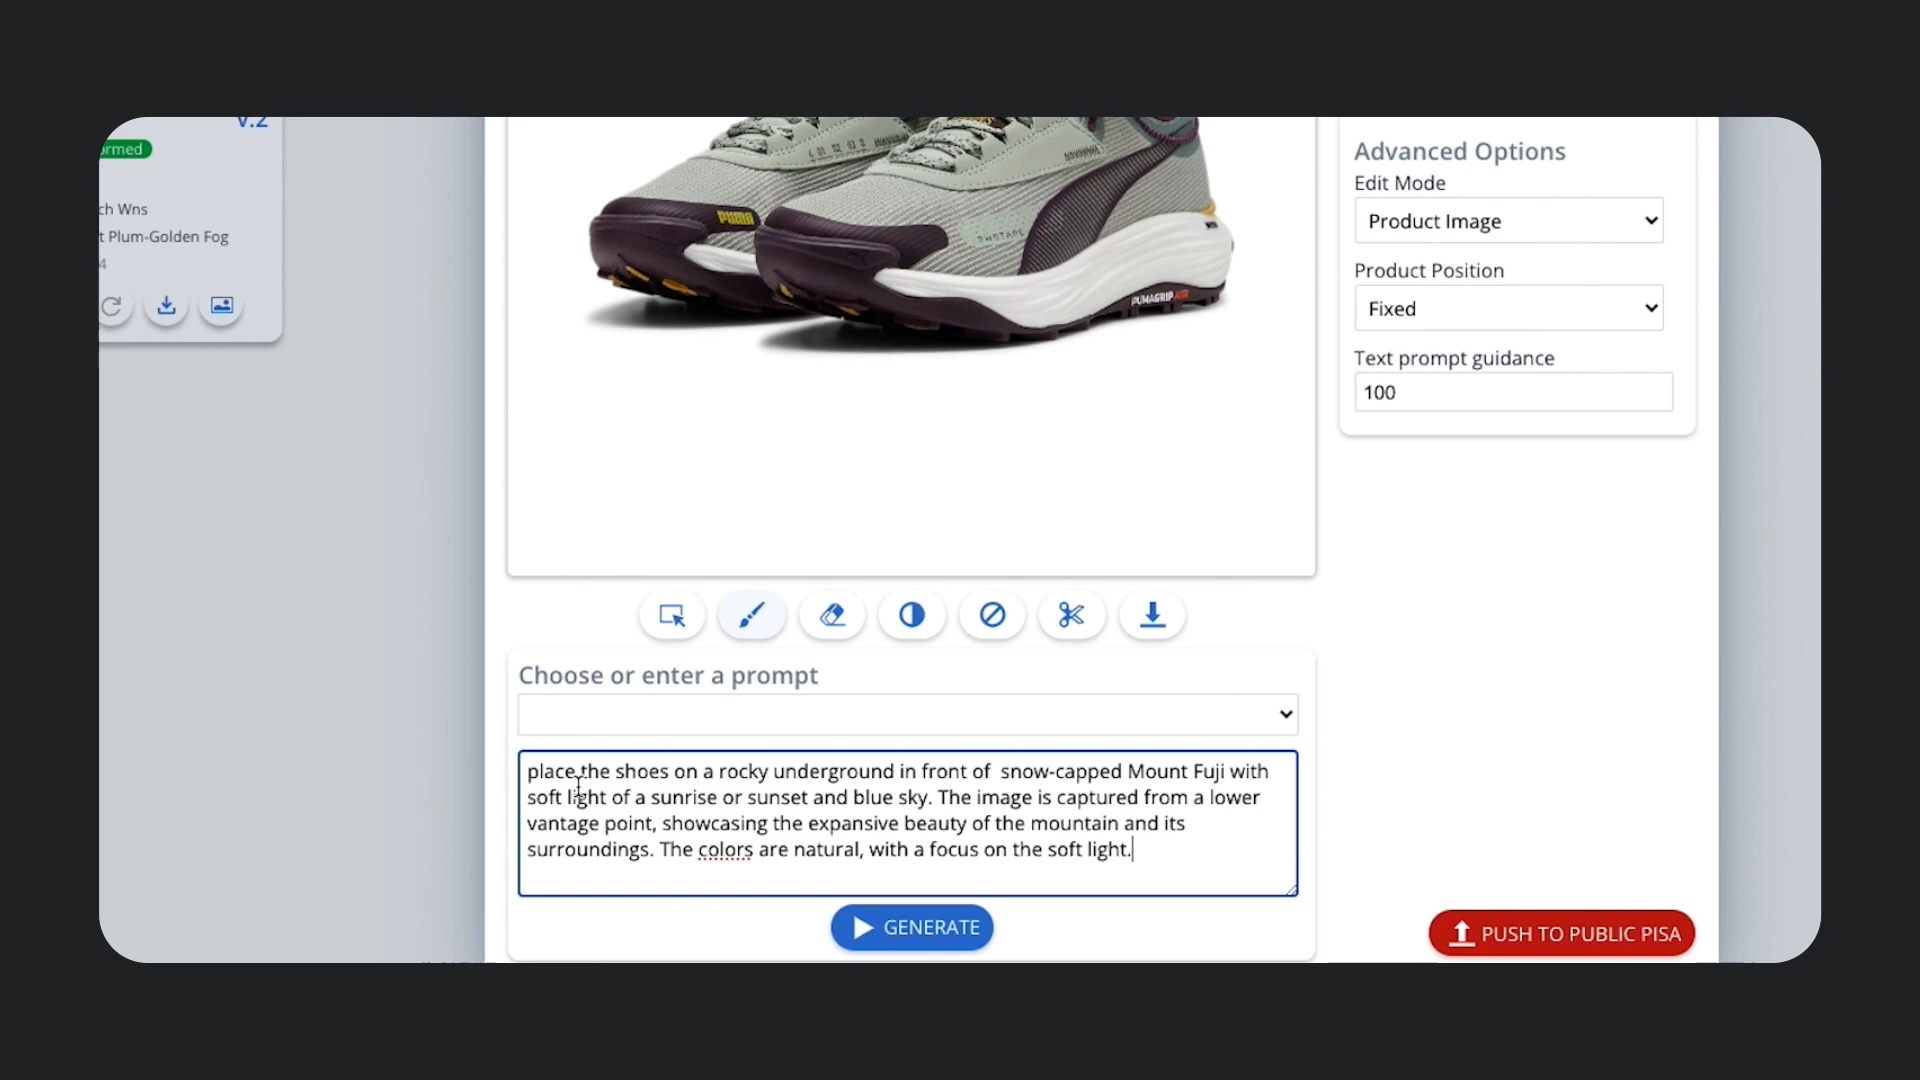 v.2
ormed
ch Wns
t Plum-Golden Fog
4
PUMA
PWRTAPE
PUMAGRIP ATR
Advanced Options
Edit Mode
Product Image
Product Position
Fixed
Text prompt guidance
100
Choose or enter a prompt
place the shoes on a rocky underground in front of  snow-capped Mount Fuji with
soft light of a sunrise or sunset and blue sky. The image is captured from a lower
vantage point, showcasing the expansive beauty of the mountain and its
surroundings. The colors are natural, with a focus on the soft light.
GENERATE
PUSH TO PUBLIC PISA